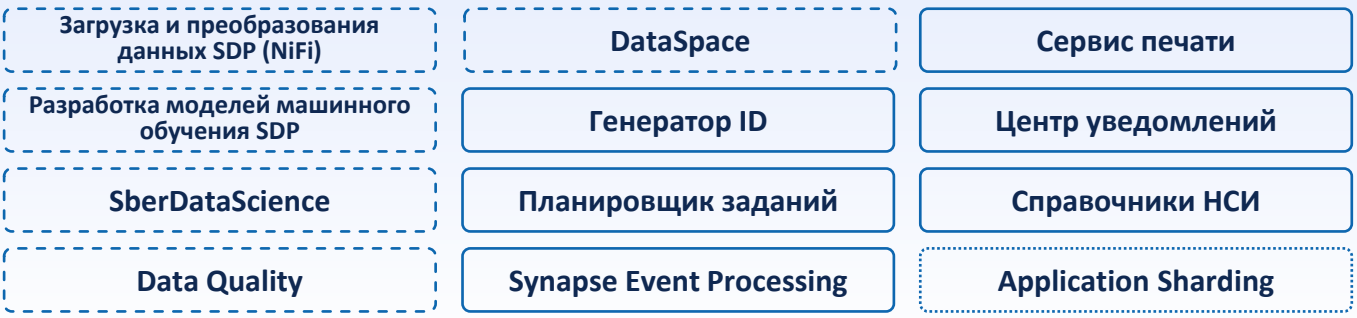 Загрузка и преобразования
данных SDP (NiFi)
DataSpace
Сервис печати
Разработка моделей машинного
обучения SDP
Генератор ID
Центр уведомлений
SberDataScience
Планировщик заданий
Справочники НСИ
Data Quality
Synapse Event Processing
Application Sharding